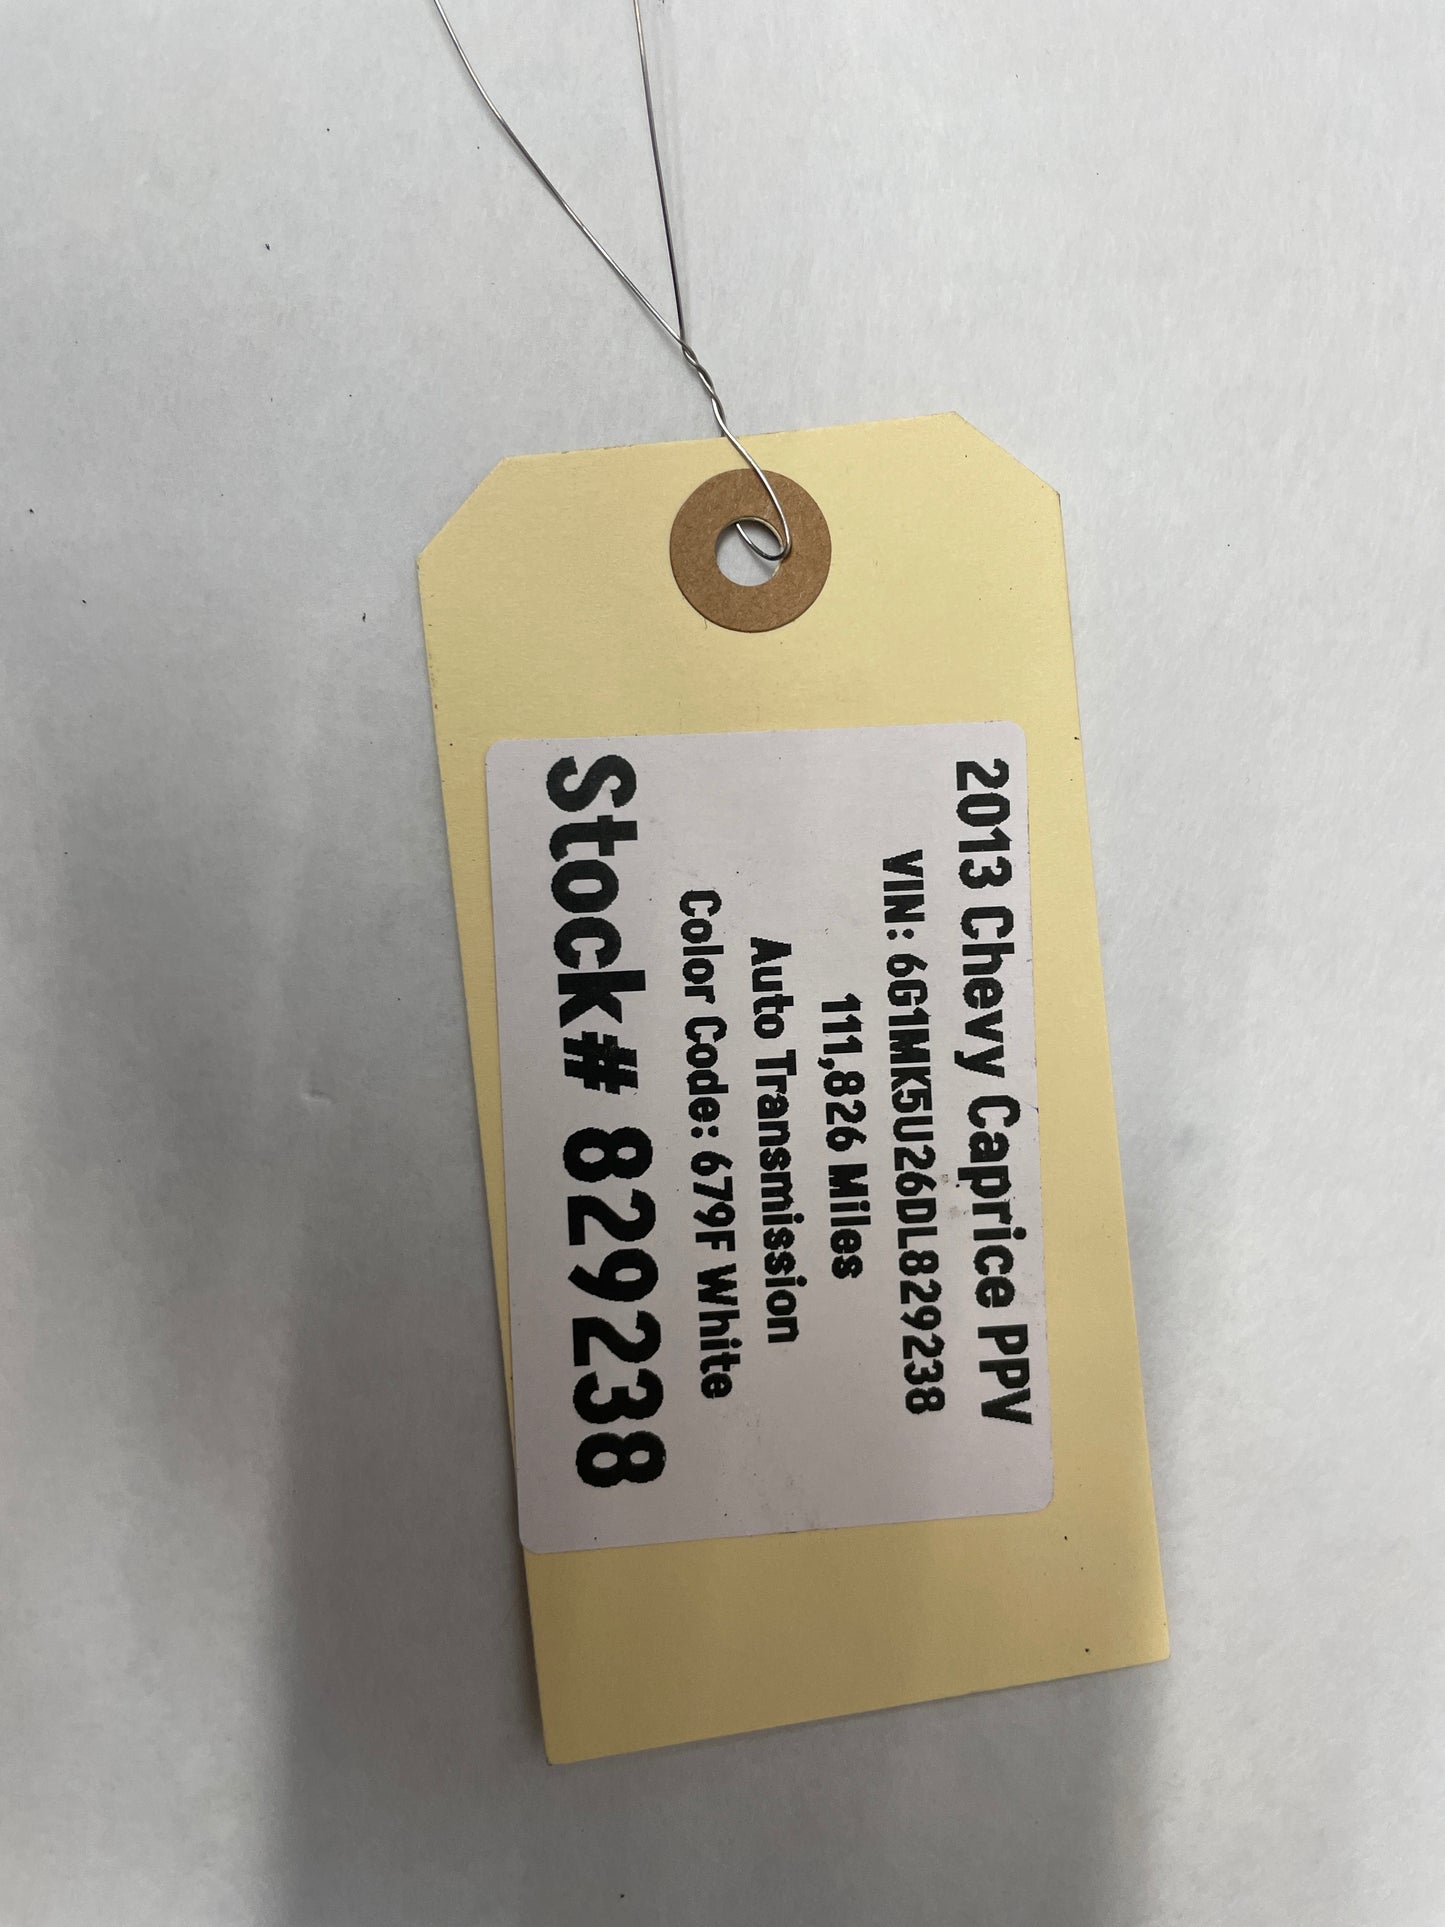 2013 Chevy Caprice PPV
VIN: 6G1MK5U26DL829238
111,826 Miles
Auto Transmission
Color Code: 679F White
Stock# 829238